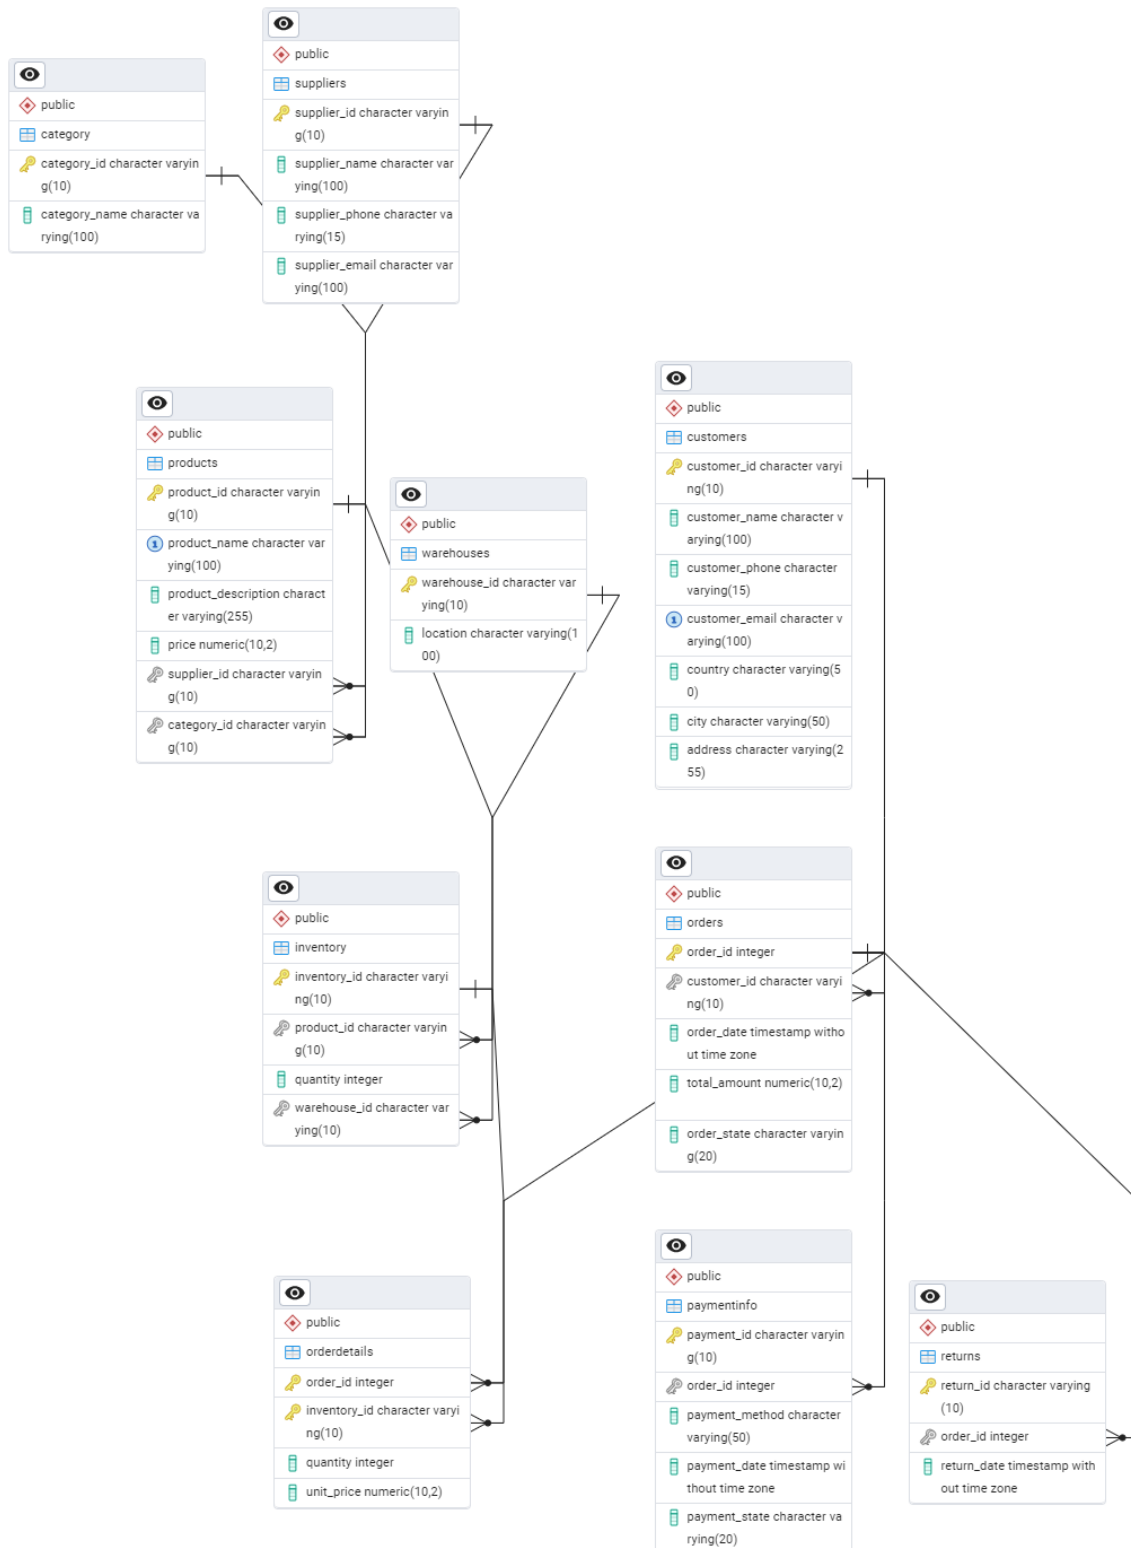 public
suppliers
supplier_id character varyin
g(10)
supplier_name character var
ying(100)
supplier_phone character va
rying(15)
supplier_email character var
ying(100)
public
category
category_id character varyin
g(10)
category_name character va
rying(100)
public
products
product_id character varyin
g(10)
1
product_name character var
ying(100)
product_description charact
er varying(255)
price numeric(10,2)
supplier_id character varyin
g(10)
category_id character varyin
g(10)
public
warehouses
warehouse_id character var
ying(10)
location character varying(1
00)
public
customers
customer_id character varyi
ng(10)
customer_name character v
arying(100)
customer_phone character
varying(15)
1
customer_email character v
arying(100)
country character varying(5
0)
city character varying(50)
address character varying(2
55)
public
inventory
inventory_id character varyi
ng(10)
product_id character varyin
g(10)
quantity integer
warehouse_id character var
ying(10)
public
orders
order_id integer
customer_id character varyi
ng(10)
order_date timestamp witho
ut time zone
total_amount numeric(10,2)
order_state character varyin
g(20)
public
orderdetails
order_id integer
inventory_id character varyi
ng(10)
quantity integer
unit_price numeric(10,2)
public
paymentinfo
payment_id character varyin
g(10)
order_id integer
payment_method character
varying(50)
payment_date timestamp wi
thout time zone
payment_state character va
rying(20)
public
returns
return_id character varying
(10)
order_id integer
return_date timestamp with
out time zone